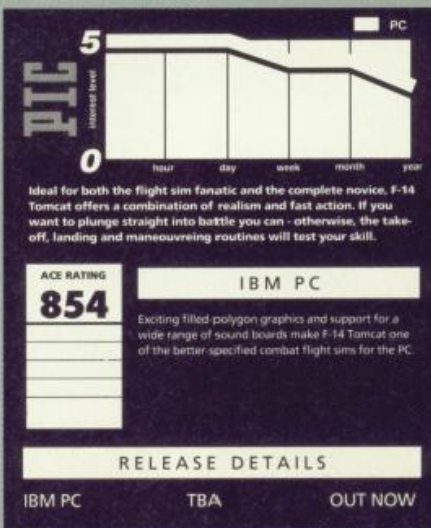 PC
5
PIC
interest level
0
hour day week month year
Ideal for both the flight sim fanatic and the complete novice, F-14
Tomcat offers a combination of realism and fast action. If you
want to plunge straight into battle you can - otherwise, the take-
off, landing and maneouvreing routines will test your skill.
ACE RATING
854
IBM PC
Exciting filled-polygon graphics and support for a
wide range of sound boards make F-14 Tomcat one
of the better-specified combat flight sims for the PC.
RELEASE DETAILS
IBM PC TBA OUT NOW